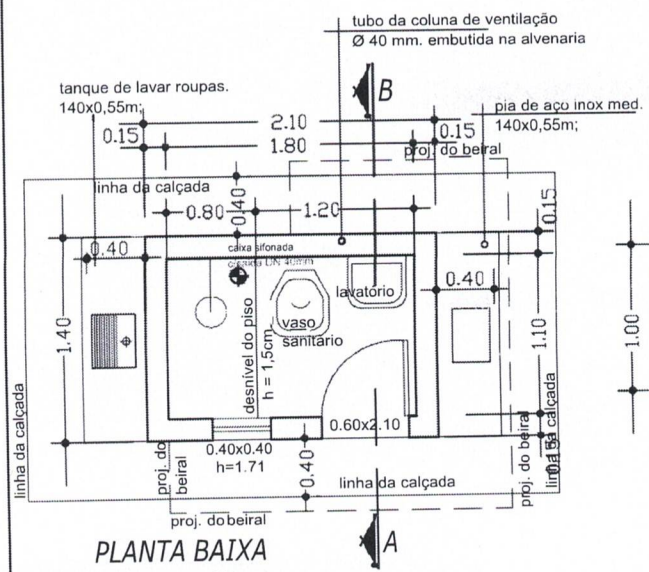 tubo da coluna de ventilação
Ø 40 mm. embutida na alvenaria
tanque de lavar roupas.
140x0,55m;
B
pia de aço inox med.
140x0,55m;
2.10
0.15
0.15
1.80
proj. do beiral
linha da calçada
0.40
0.80
1.20
0.15
caixa sifonada
0.40
lavatório
0.40
vaso
sanitário
desnível do piso
h = 1,5cm
1.40
1.10
1.00
linha da calçada
0.60x2.10
0.40x0.40
h=1.71
0.40
proj. do
beiral
linha da calçada
proj. do
beiral
linha da calçada
0.15
proj. do beiral
A
PLANTA BAIXA